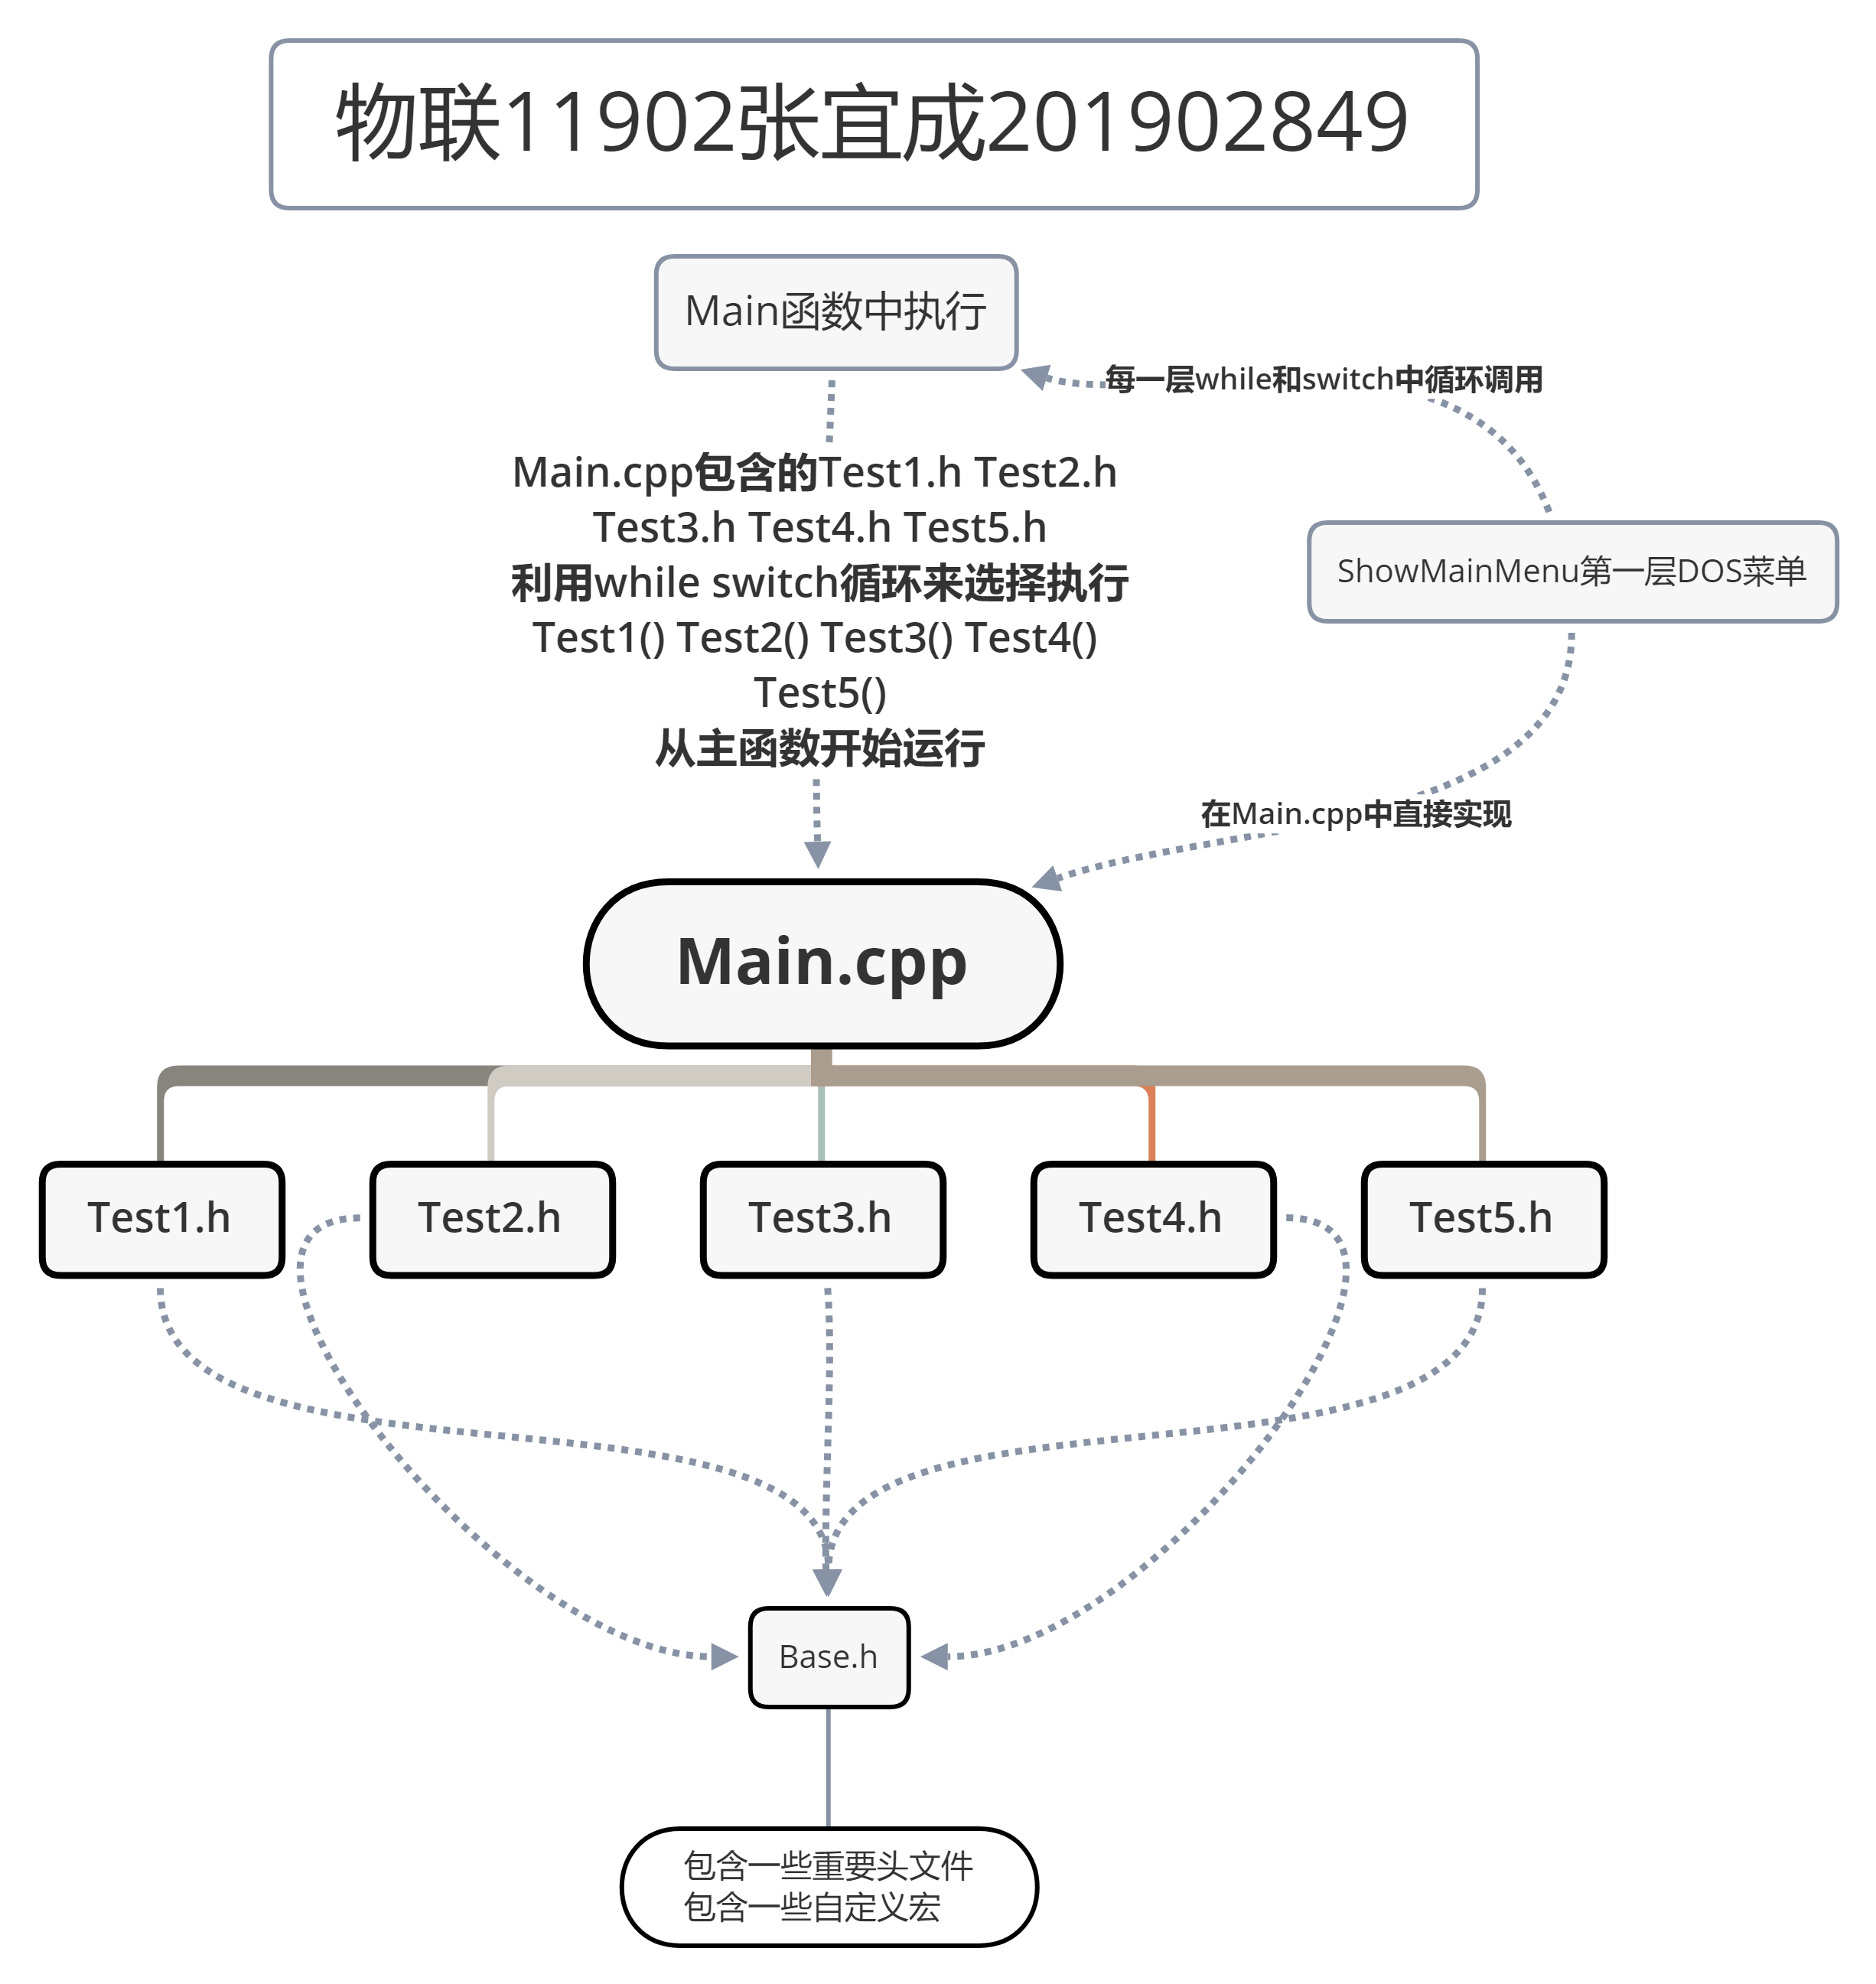 物联11902张宜成201902849
Main函数中执行
每一层while和switch中循环调用
Main.cpp包含的Test1.h Test2.h
Test3.h Test4.h Test5.h
利用while switch循环来选择执行
Test1() Test2() Test3() Test4()
Test5()
从主函数开始运行
ShowMainMenu第一层DOS菜单
在Main.cpp中直接实现
Main.cpp
Test1.h
Test2.h
Test3.h
Test4.h
Test5.h
Base.h
包含一些重要头文件
包含一些自定义宏